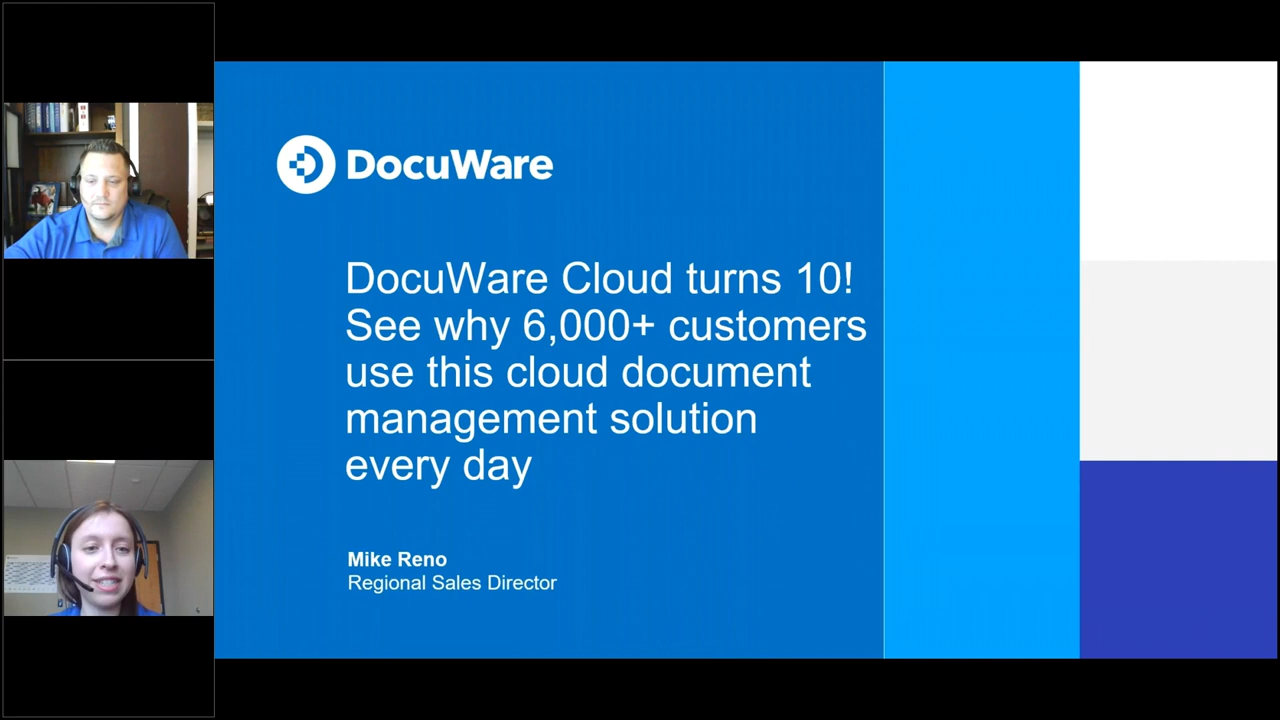 DocuWare
DocuWare Cloud turns 10!
See why 6,000+ customers
use this cloud document
management solution
every day
Mike Reno
Regional Sales Director